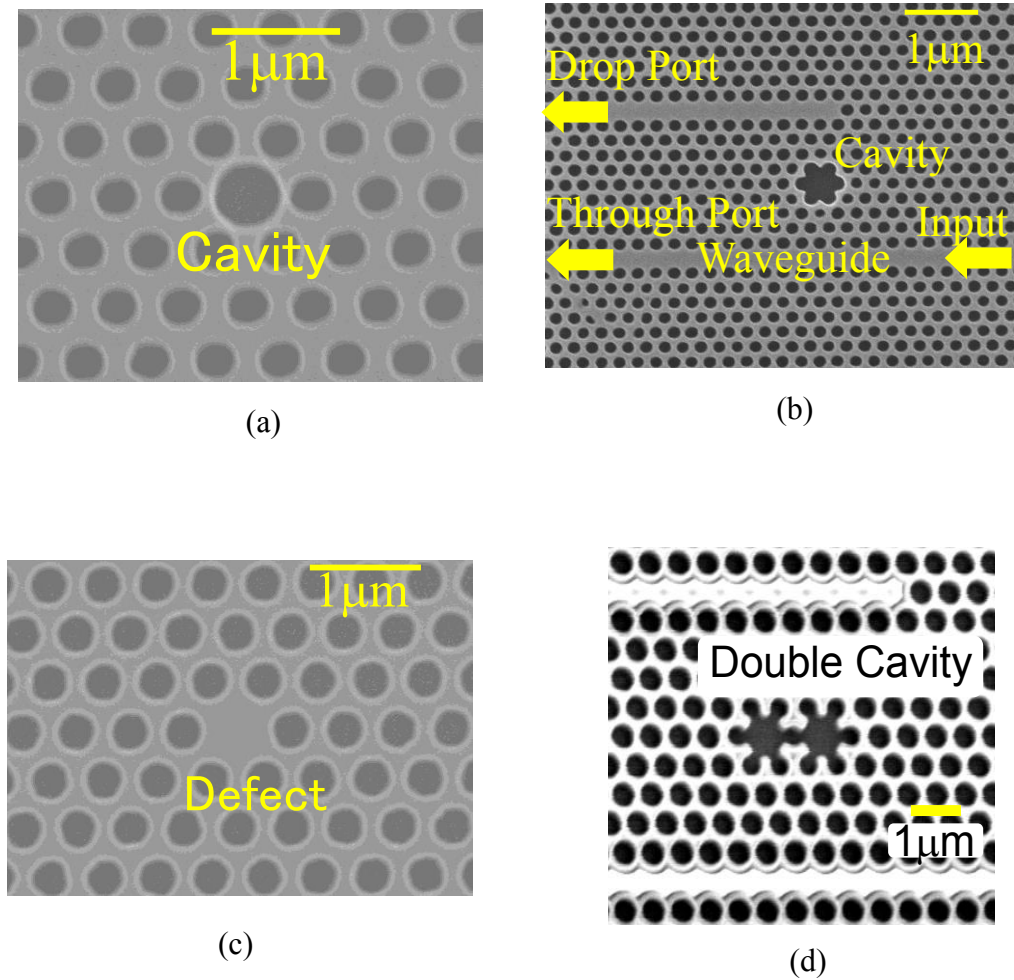 1μm
Cavity
(a)
1μm
Drop Port
Cavity
Through Port
Input
Waveguide
(b)
1μm
Defect
(c)
Double Cavity
1μm
(d)